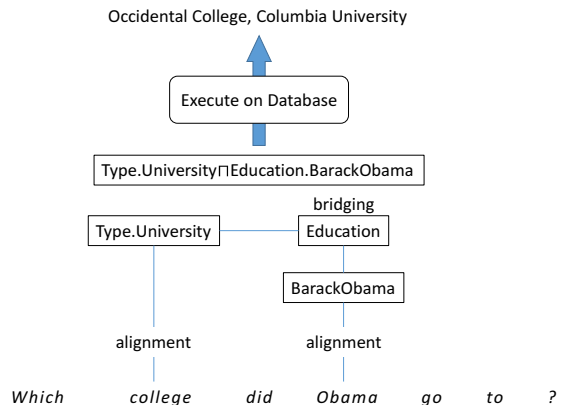 Occidental College, Columbia University
Execute on Database
Type.University⊓Education.BarackObama
bridging
Type.University Education
BarackObama
alignment alignment
Which college did Obama go to ?